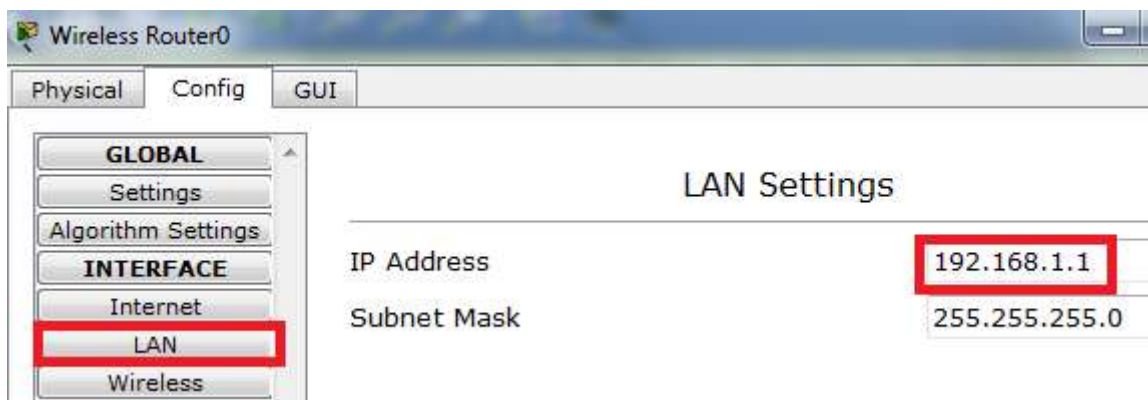 Wireless Router0
Physical Config GUI
GLOBAL
Settings
Algorithm Settings
INTERFACE
Internet
LAN
Wireless
LAN Settings
IP Address 192.168.1.1
Subnet Mask 255.255.255.0